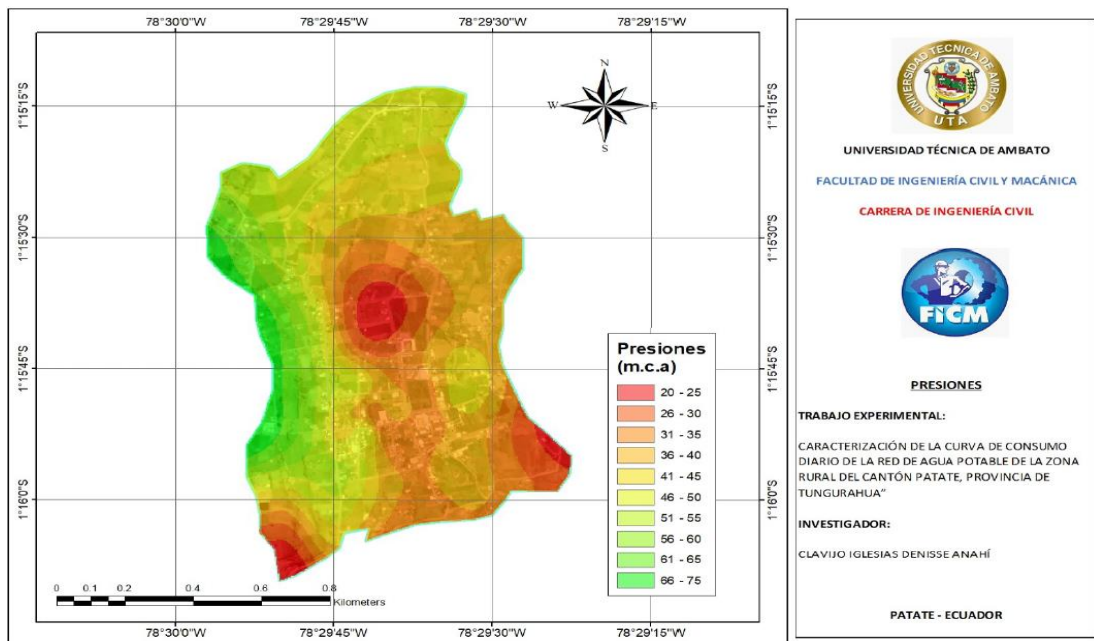 78°30'0"W 78°29'45"W 78°29'30"W 78°29'15"W
1°15'15"S 1°15'15"S
1°15'30"S 1°15'30"S
1°15'45"S 1°15'45"S
1°16'0"S 1°16'0"S
N
W E
S
Presiones
(m.c.a)
20 - 25
26 - 30
31 - 35
36 - 40
41 - 45
46 - 50
51 - 55
56 - 60
61 - 65
66 - 75
0 0.1 0.2 0.4 0.6 0.8
Kilometers
78°30'0"W 78°29'45"W 78°29'30"W 78°29'15"W
UNIVERSIDAD TECNICA DE AMBATO
UTA
UNIVERSIDAD TÉCNICA DE AMBATO
FACULTAD DE INGENIERÍA CIVIL Y MACÁNICA
CARRERA DE INGENIERÍA CIVIL
FICM
PRESIONES
TRABAJO EXPERIMENTAL:
CARACTERIZACIÓN DE LA CURVA DE CONSUMO
DIARIO DE LA RED DE AGUA POTABLE DE LA ZONA
RURAL DEL CANTÓN PATATE, PROVINCIA DE
TUNGURAHUA"
INVESTIGADOR:
CLAVIJO IGLESIAS DENISSE ANAHÍ
PATATE - ECUADOR